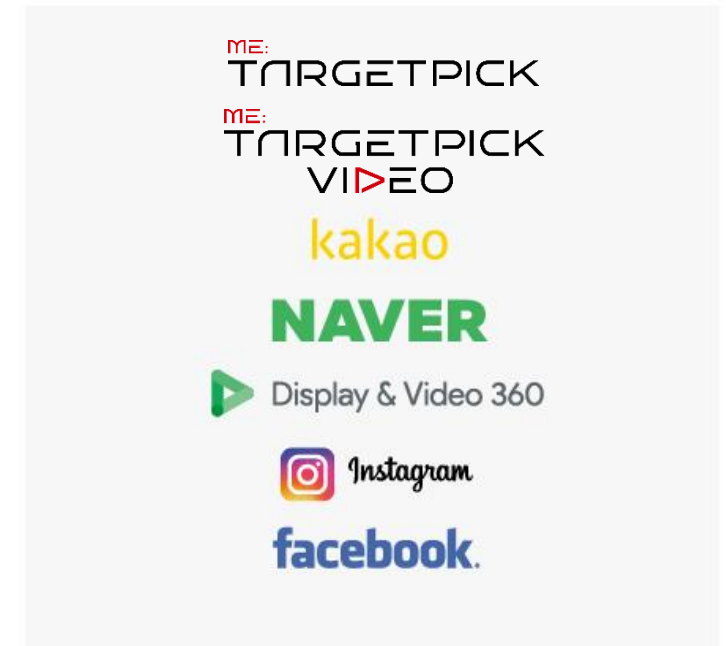 ME:
TARGETPICK
ME:
TARGETPICK
VIDEO
kakao
NAVER
Display & Video 360
Instagram
facebook.